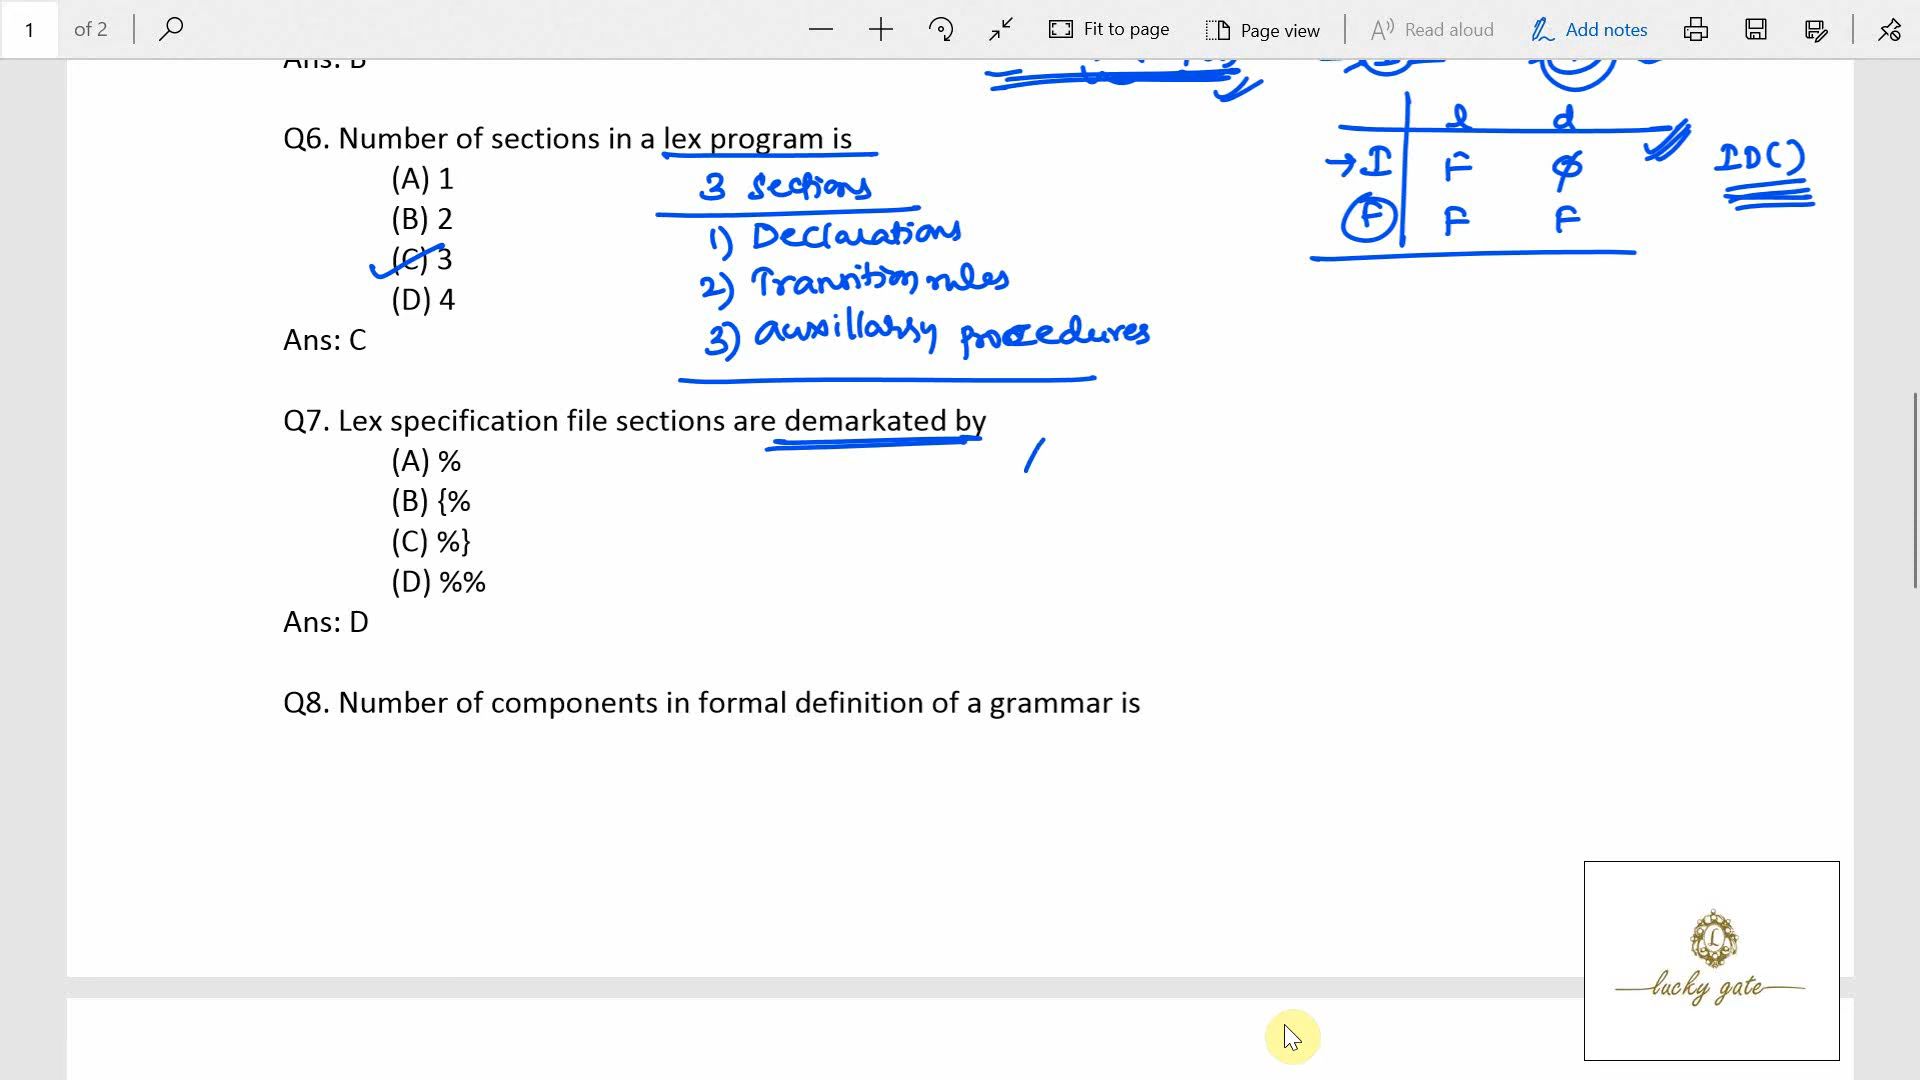 1 of 2 Fit to page Page view Read aloud Add notes
Ans: B
Q6. Number of sections in a lex program is
(A) 1
(B) 2
(C) 3
(D) 4
Ans: C
3 Sections
1) Declarations
2) Transition rules
3) auxillary procedures
l d
→ I F ϕ
F F F
ID()
Q7. Lex specification file sections are demarkated by
(A) %
(B) {%
(C) %}
(D) %%
Ans: D
Q8. Number of components in formal definition of a grammar is
L
lucky gate